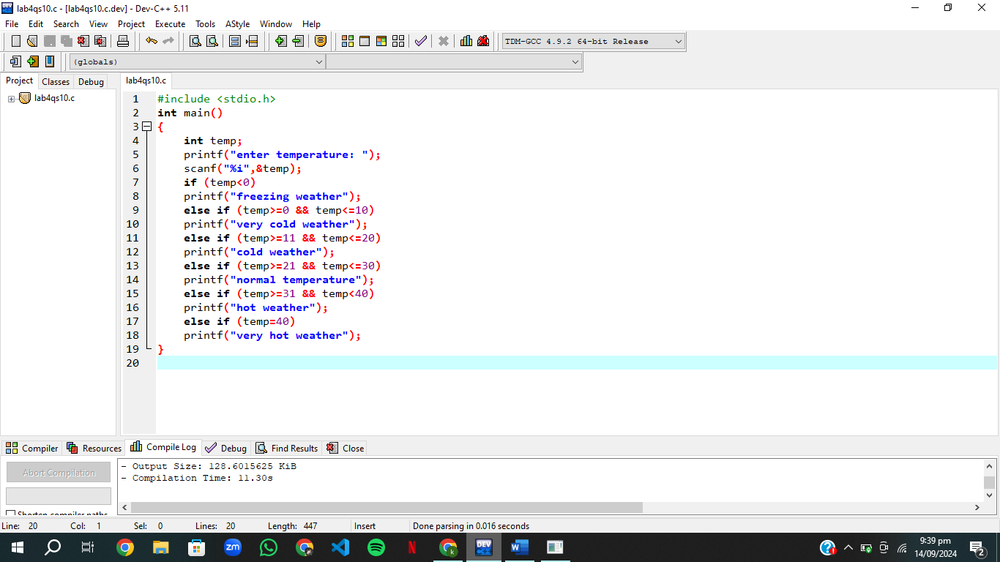 lab4qs10.c - [lab4qs10.c.dev] - Dev-C++ 5.11
File Edit Search View Project Execute Tools AStyle Window Help
TDM-GCC 4.9.2 64-bit Release
(globals)
Project Classes Debug
lab4qs10.c
lab4qs10.c
1 #include <stdio.h>
2 int main()
3 {
4 int temp;
5 printf("enter temperature: ");
6 scanf("%i",&temp);
7 if (temp<0)
8 printf("freezing weather");
9 else if (temp>=0 && temp<=10)
10 printf("very cold weather");
11 else if (temp>=11 && temp<=20)
12 printf("cold weather");
13 else if (temp>=21 && temp<=30)
14 printf("normal temperature");
15 else if (temp>=31 && temp<40)
16 printf("hot weather");
17 else if (temp=40)
18 printf("very hot weather");
19 }
20
Compiler Resources Compile Log Debug Find Results Close
Abort Compilation
Shorten compiler paths
- Output Size: 128.6015625 KiB
- Compilation Time: 11.30s
Line: 20 Col: 1 Sel: 0 Lines: 20 Length: 447 Insert Done parsing in 0.016 seconds
zm
DEV
9:39 pm
14/09/2024
2